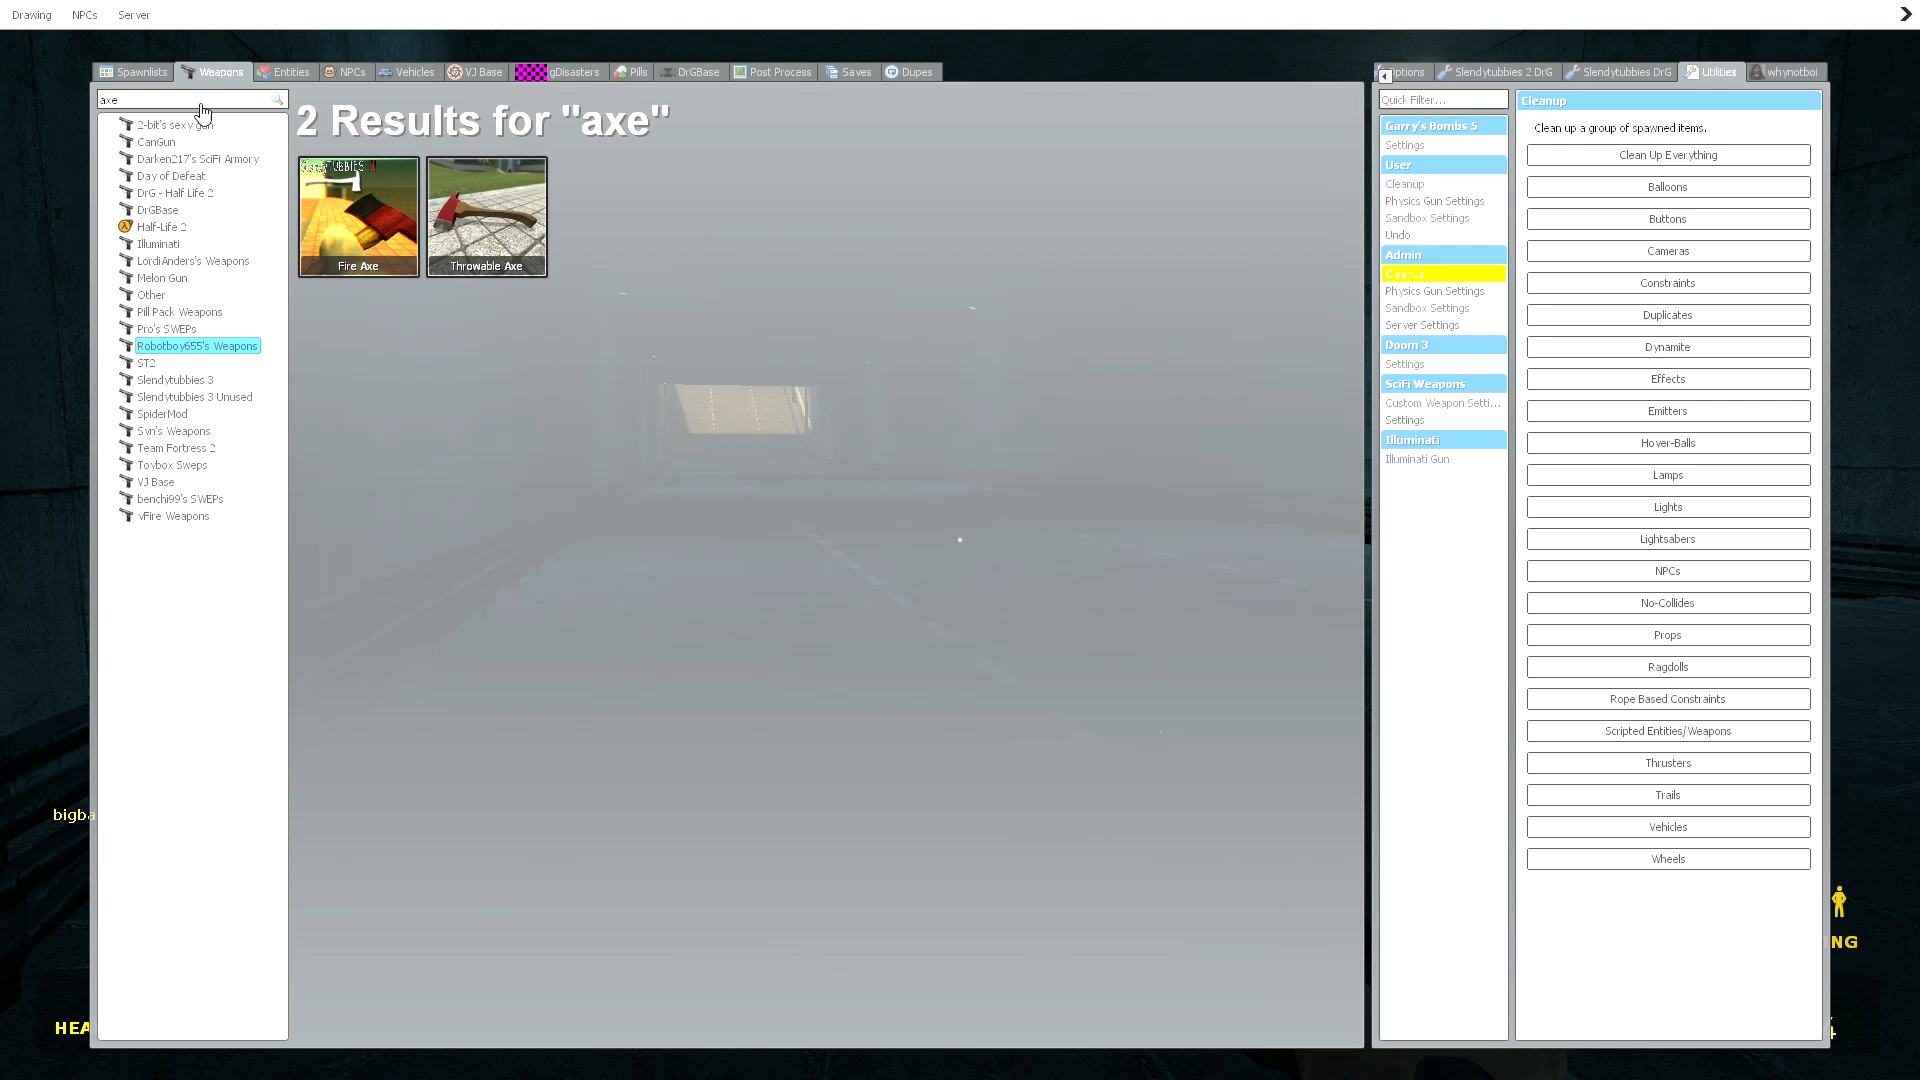 Drawing NPCs Server
Spawnlists Weapons Entities NPCs Vehicles VJ Base gDisasters Pills DrGBase Post Process Saves Dupes
axe
2-bit's sexy gun
CanGun
Darken217's SciFi Armory
Day of Defeat
DrG - Half Life 2
DrGBase
Half-Life 2
Illuminati
LordiAnders's Weapons
Melon Gun
Other
Pill Pack Weapons
Pro's SWEPs
Robotboy655's Weapons
ST2
Slendytubbies 3
Slendytubbies 3 Unused
SpiderMod
Svn's Weapons
Team Fortress 2
Toybox Sweps
VJ Base
benchi99's SWEPs
vFire Weapons
2 Results for "axe"
Fire Axe
Throwable Axe
Options Slendytubbies 2 DrG Slendytubbies DrG Utilities whynotboi
Quick Filter...
Garry's Bombs 5
Settings
User
Cleanup
Physics Gun Settings
Sandbox Settings
Undo
Admin
Physics Gun Settings
Sandbox Settings
Server Settings
Doom 3
Settings
SciFi Weapons
Custom Weapon Setti...
Settings
Illuminati
Illuminati Gun
Cleanup
Clean up a group of spawned items.
Clean Up Everything
Balloons
Buttons
Cameras
Constraints
Duplicates
Dynamite
Effects
Emitters
Hover-Balls
Lamps
Lights
Lightsabers
NPCs
No-Collides
Props
Ragdolls
Rope Based Constraints
Scripted Entities/Weapons
Thrusters
Trails
Vehicles
Wheels
bigba
HEA
NG